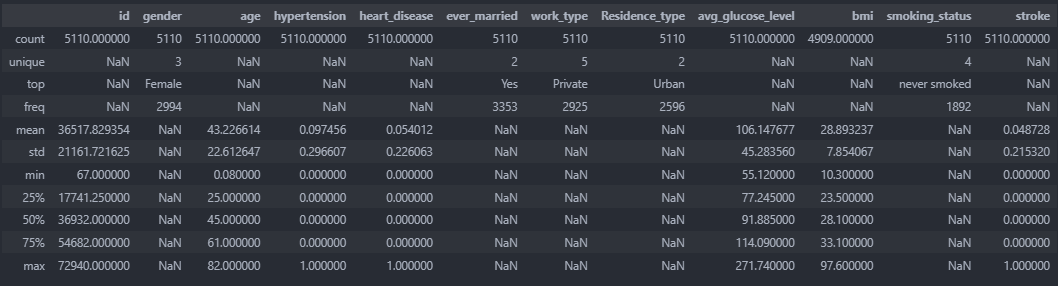 id gender age hypertension heart_disease ever_married work_type Residence_type avg_glucose_level bmi smoking_status stroke
count 5110.000000 5110 5110.000000 5110.000000 5110.000000 5110 5110 5110 5110.000000 4909.000000 5110 5110.000000
unique NaN 3 NaN NaN NaN 2 5 2 NaN NaN 4 NaN
top NaN Female NaN NaN NaN Yes Private Urban NaN NaN never smoked NaN
freq NaN 2994 NaN NaN NaN 3353 2925 2596 NaN NaN 1892 NaN
mean 36517.829354 NaN 43.226614 0.097456 0.054012 NaN NaN NaN 106.147677 28.893237 NaN 0.048728
std 21161.721625 NaN 22.612647 0.296607 0.226063 NaN NaN NaN 45.283560 7.854067 NaN 0.215320
min 67.000000 NaN 0.080000 0.000000 0.000000 NaN NaN NaN 55.120000 10.300000 NaN 0.000000
25% 17741.250000 NaN 25.000000 0.000000 0.000000 NaN NaN NaN 77.245000 23.500000 NaN 0.000000
50% 36932.000000 NaN 45.000000 0.000000 0.000000 NaN NaN NaN 91.885000 28.100000 NaN 0.000000
75% 54682.000000 NaN 61.000000 0.000000 0.000000 NaN NaN NaN 114.090000 33.100000 NaN 0.000000
max 72940.000000 NaN 82.000000 1.000000 1.000000 NaN NaN NaN 271.740000 97.600000 NaN 1.000000